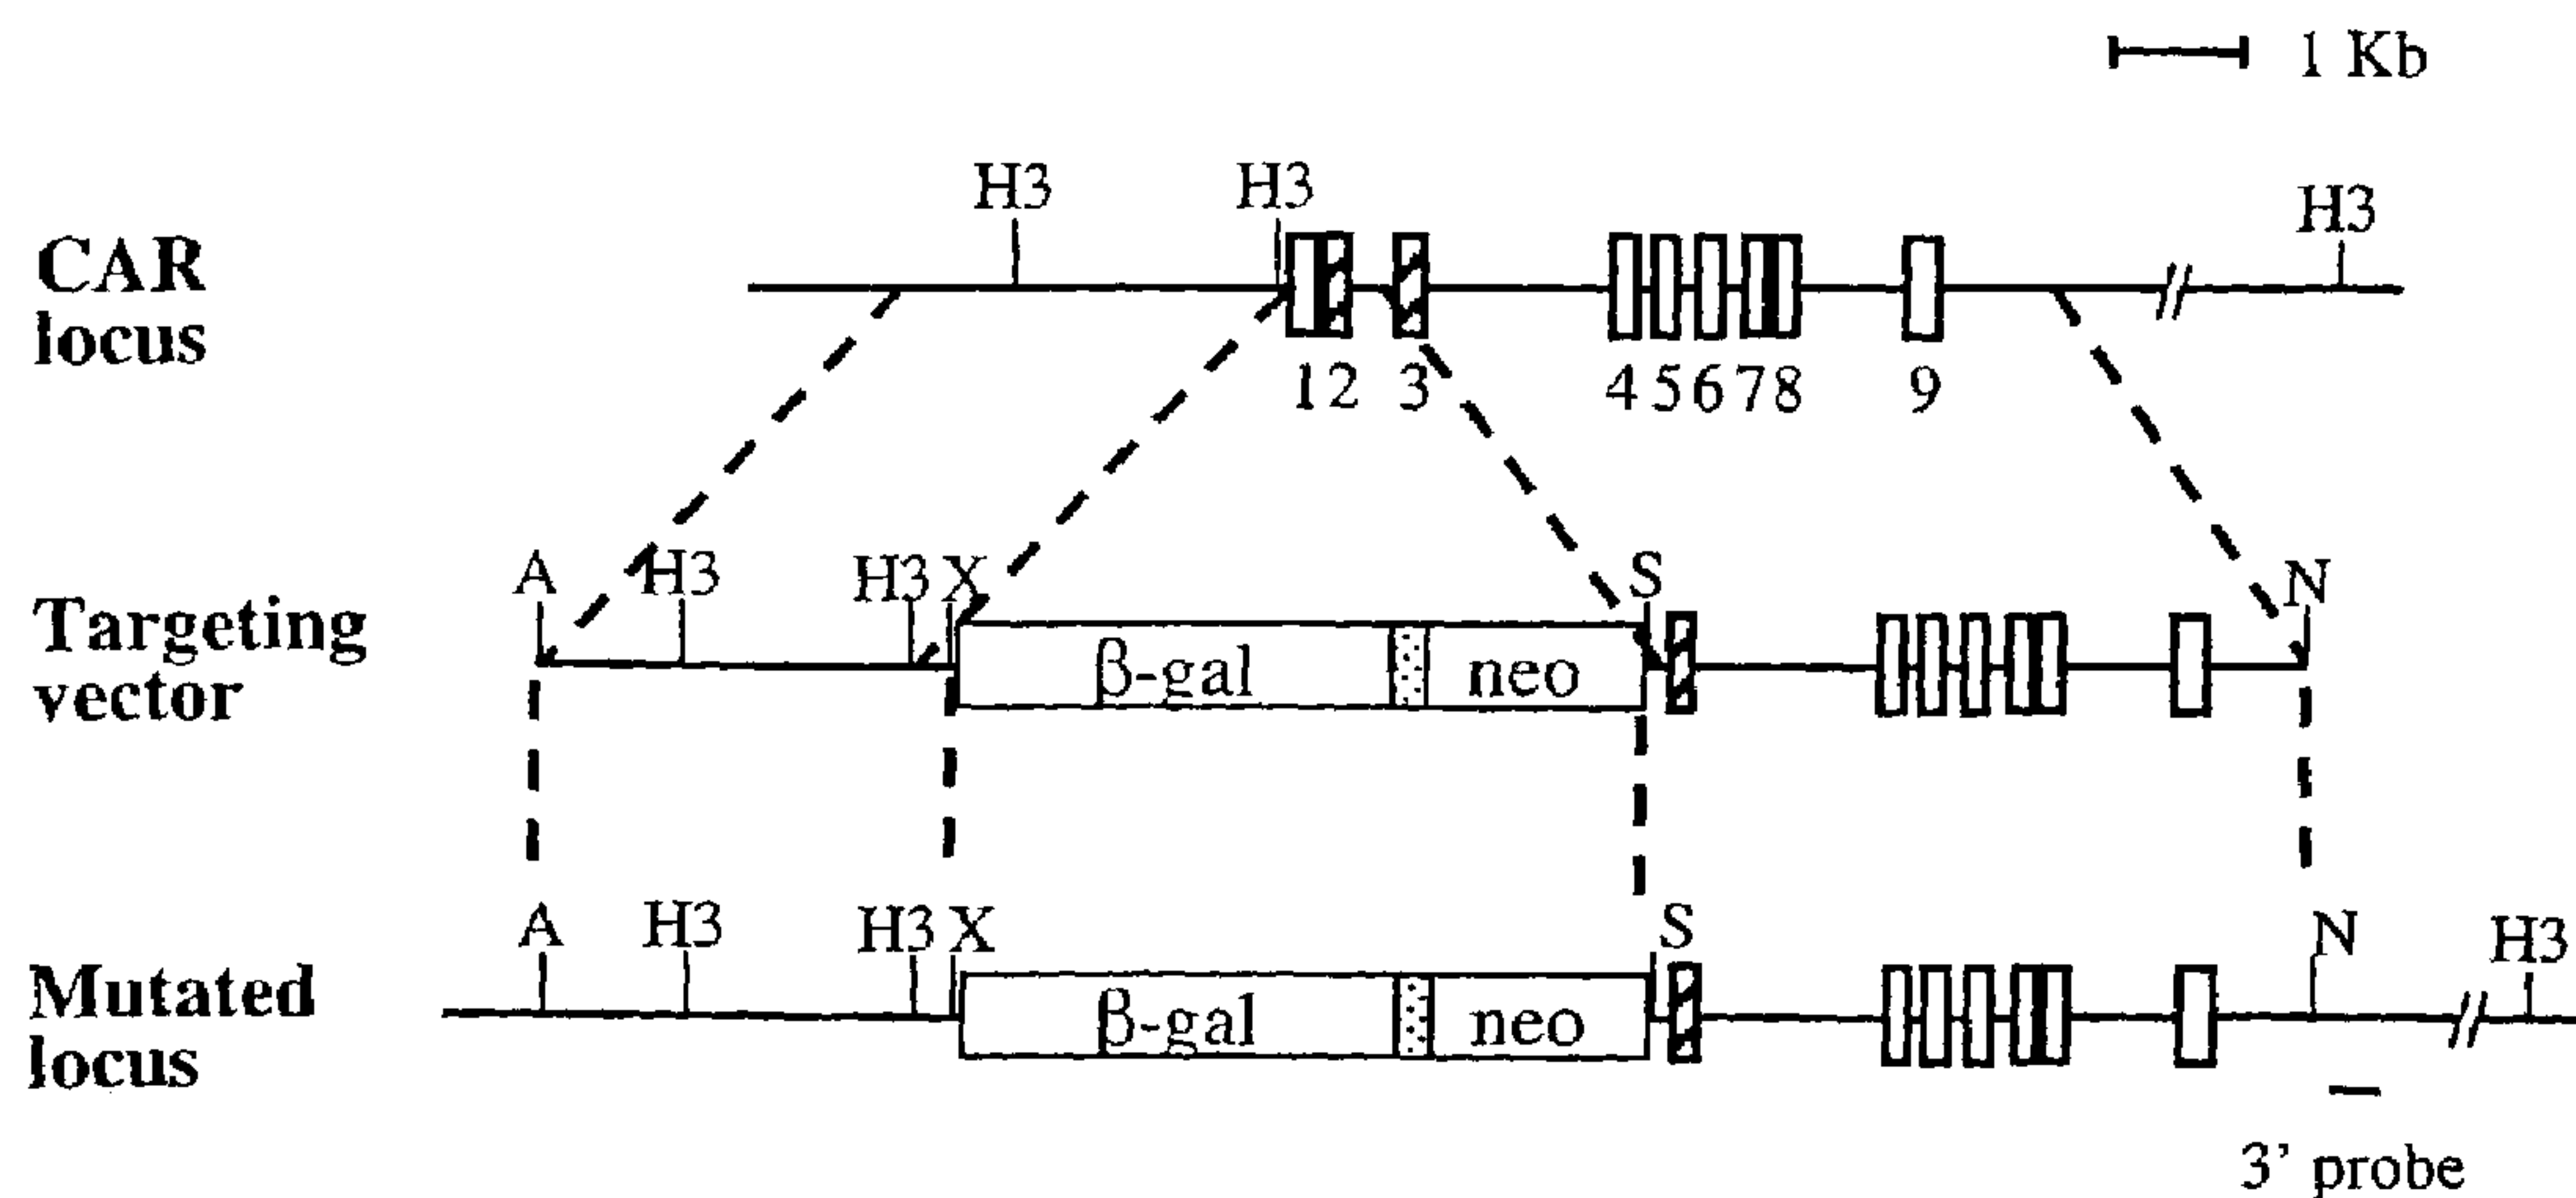 1 Kb
H3 H3 H3
CAR
locus
1 2 3 4 5 6 7 8 9
A H3 H3 X S N
Targeting
vector
β-gal neo
A H3 H3 X S N H3
Mutated
locus
β-gal neo
3' probe